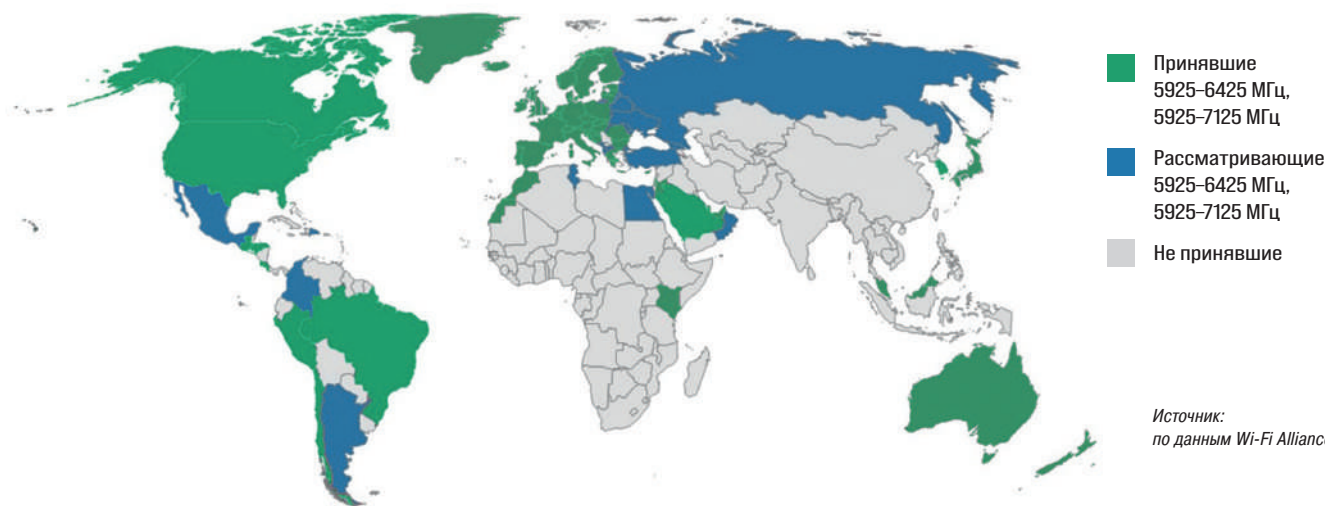 Принявшие
5925–6425 МГц,
5925–7125 МГц
Рассматривающие
5925–6425 МГц,
5925–7125 МГц
Не принявшие
Источник:
по данным Wi-Fi Alliance